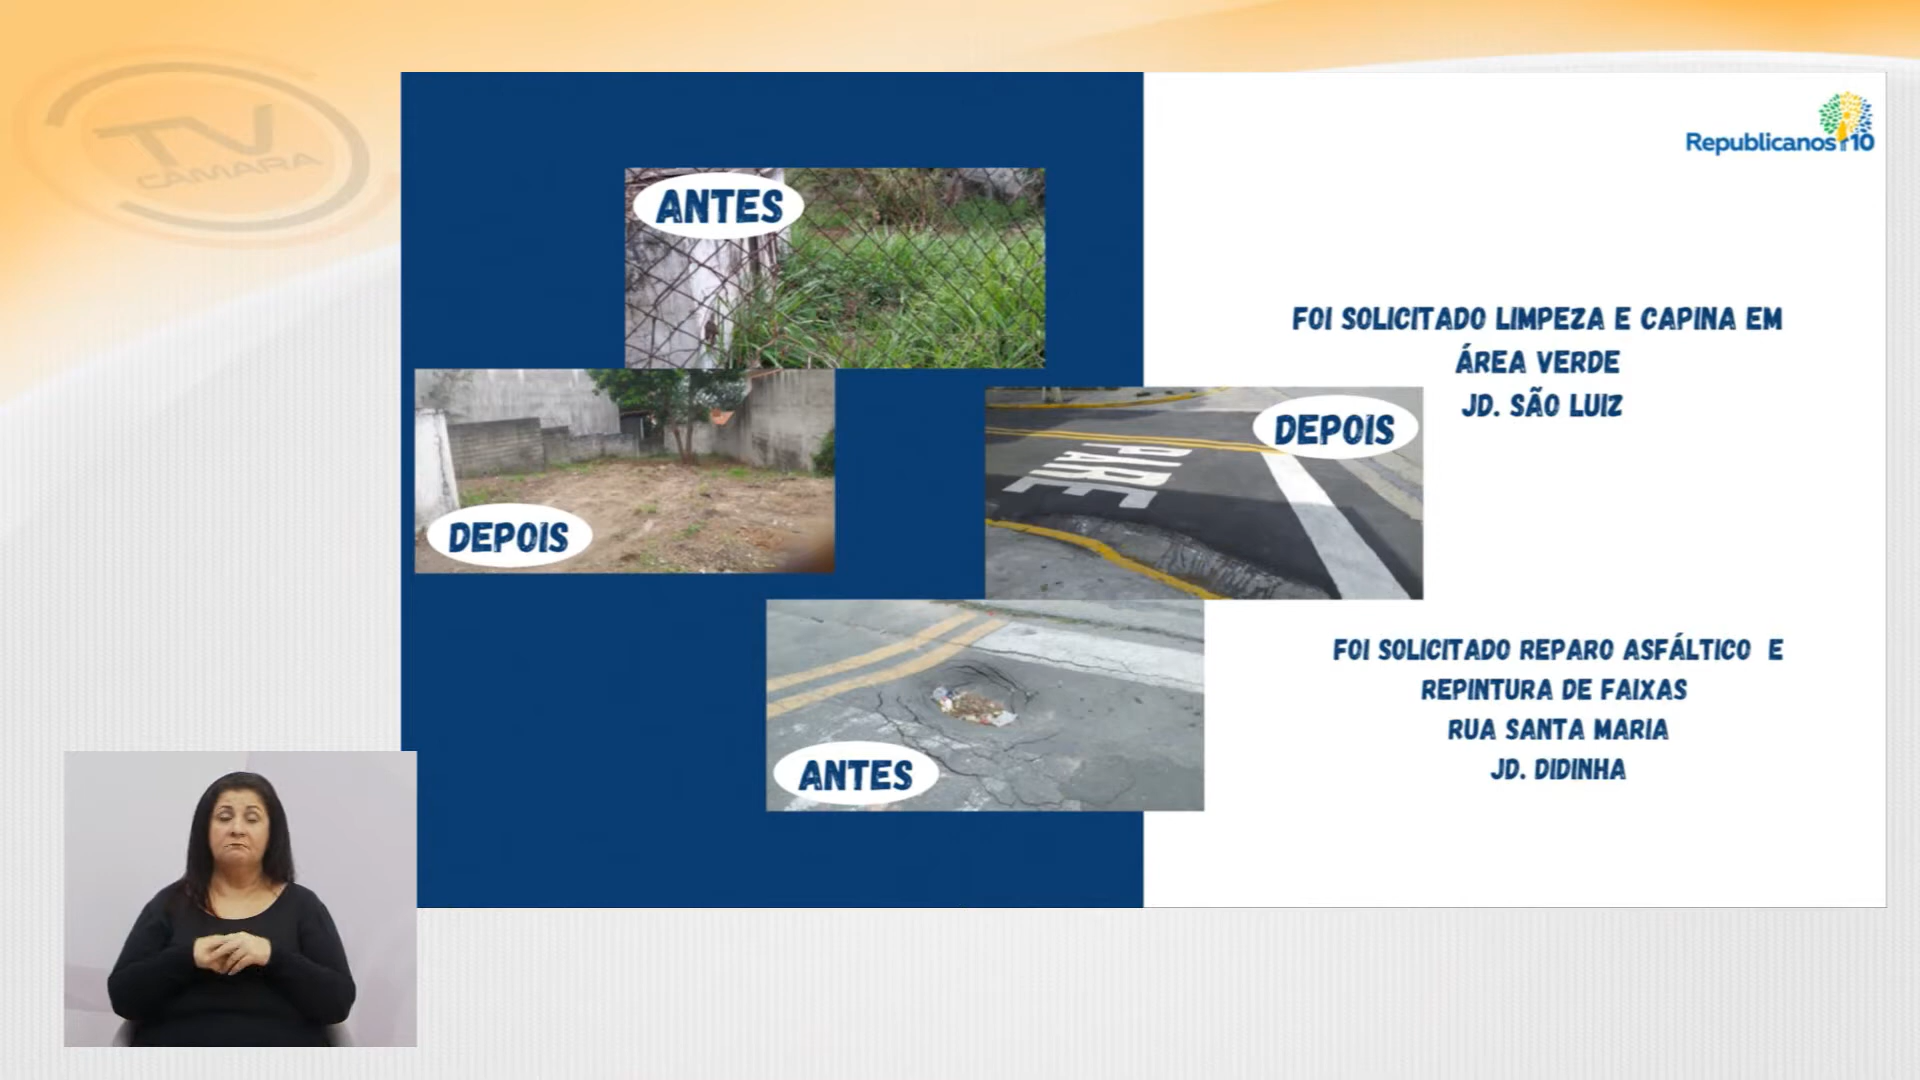 TV
CAMARA
Republicanos 10
ANTES
FOI SOLICITADO LIMPEZA E CAPINA EM
ÁREA VERDE
JD. SÃO LUIZ
DEPOIS
DEPOIS
PARE
ANTES
FOI SOLICITADO REPARO ASFÁLTICO E
REPINTURA DE FAIXAS
RUA SANTA MARIA
JD. DIDINHA